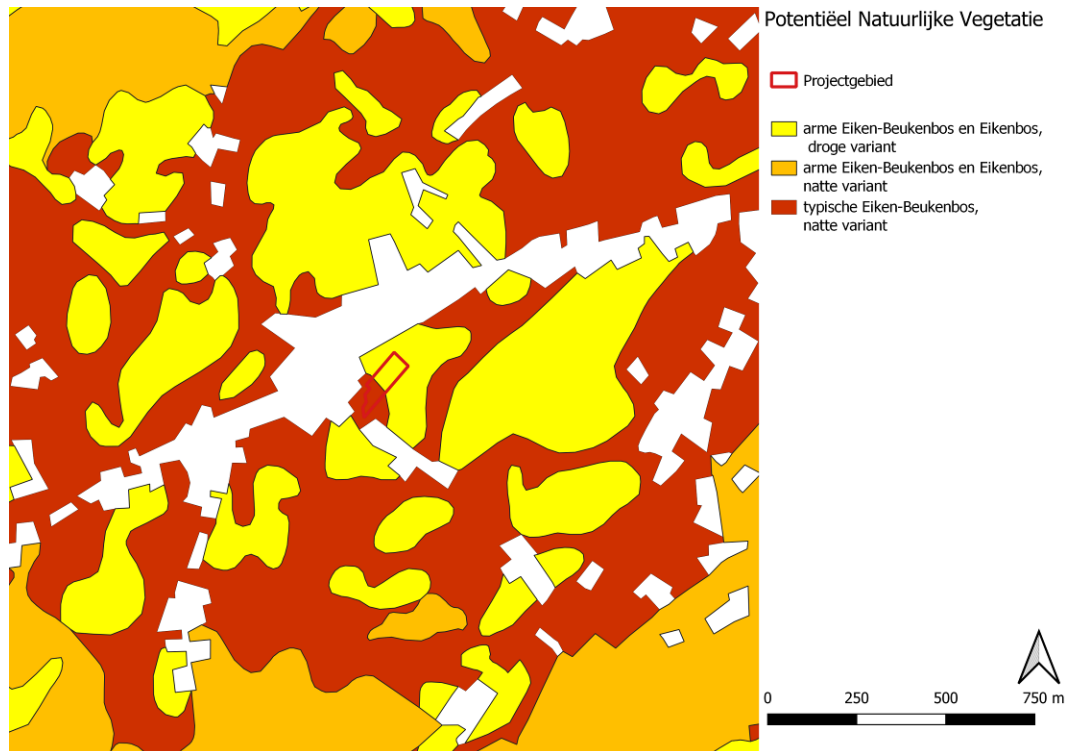 Potentiëel Natuurlijke Vegetatie
Projectgebied
arme Eiken-Beukenbos en Eikenbos,
droge variant
arme Eiken-Beukenbos en Eikenbos,
natte variant
typische Eiken-Beukenbos,
natte variant
0 250 500 750 m